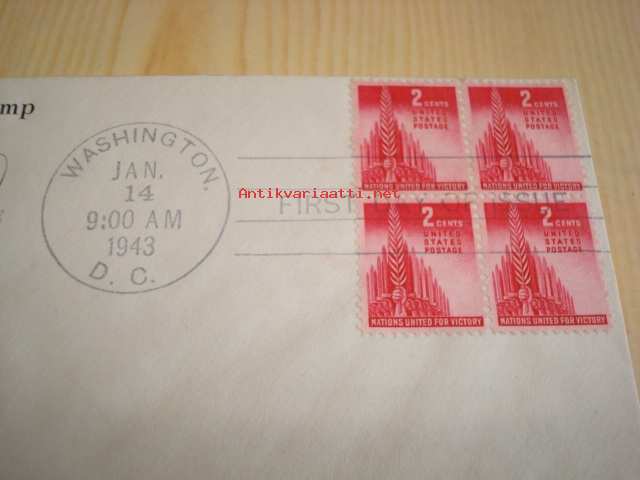 mp
WASHINGTON.
JAN.
14
9:00 AM
1943
D. C.
FIRST DAY OF ISSUE
2 CENTS
UNITED
STATES
POSTAGE
NATIONS UNITED FOR VICTORY
2 CENTS
UNITED
STATES
POSTAGE
NATIONS UNITED FOR VICTORY
2 CENTS
UNITED
STATES
POSTAGE
NATIONS UNITED FOR VICTORY
2 CENTS
UNITED
STATES
POSTAGE
NATIONS UNITED FOR VICTORY
Antikvariaatti.net